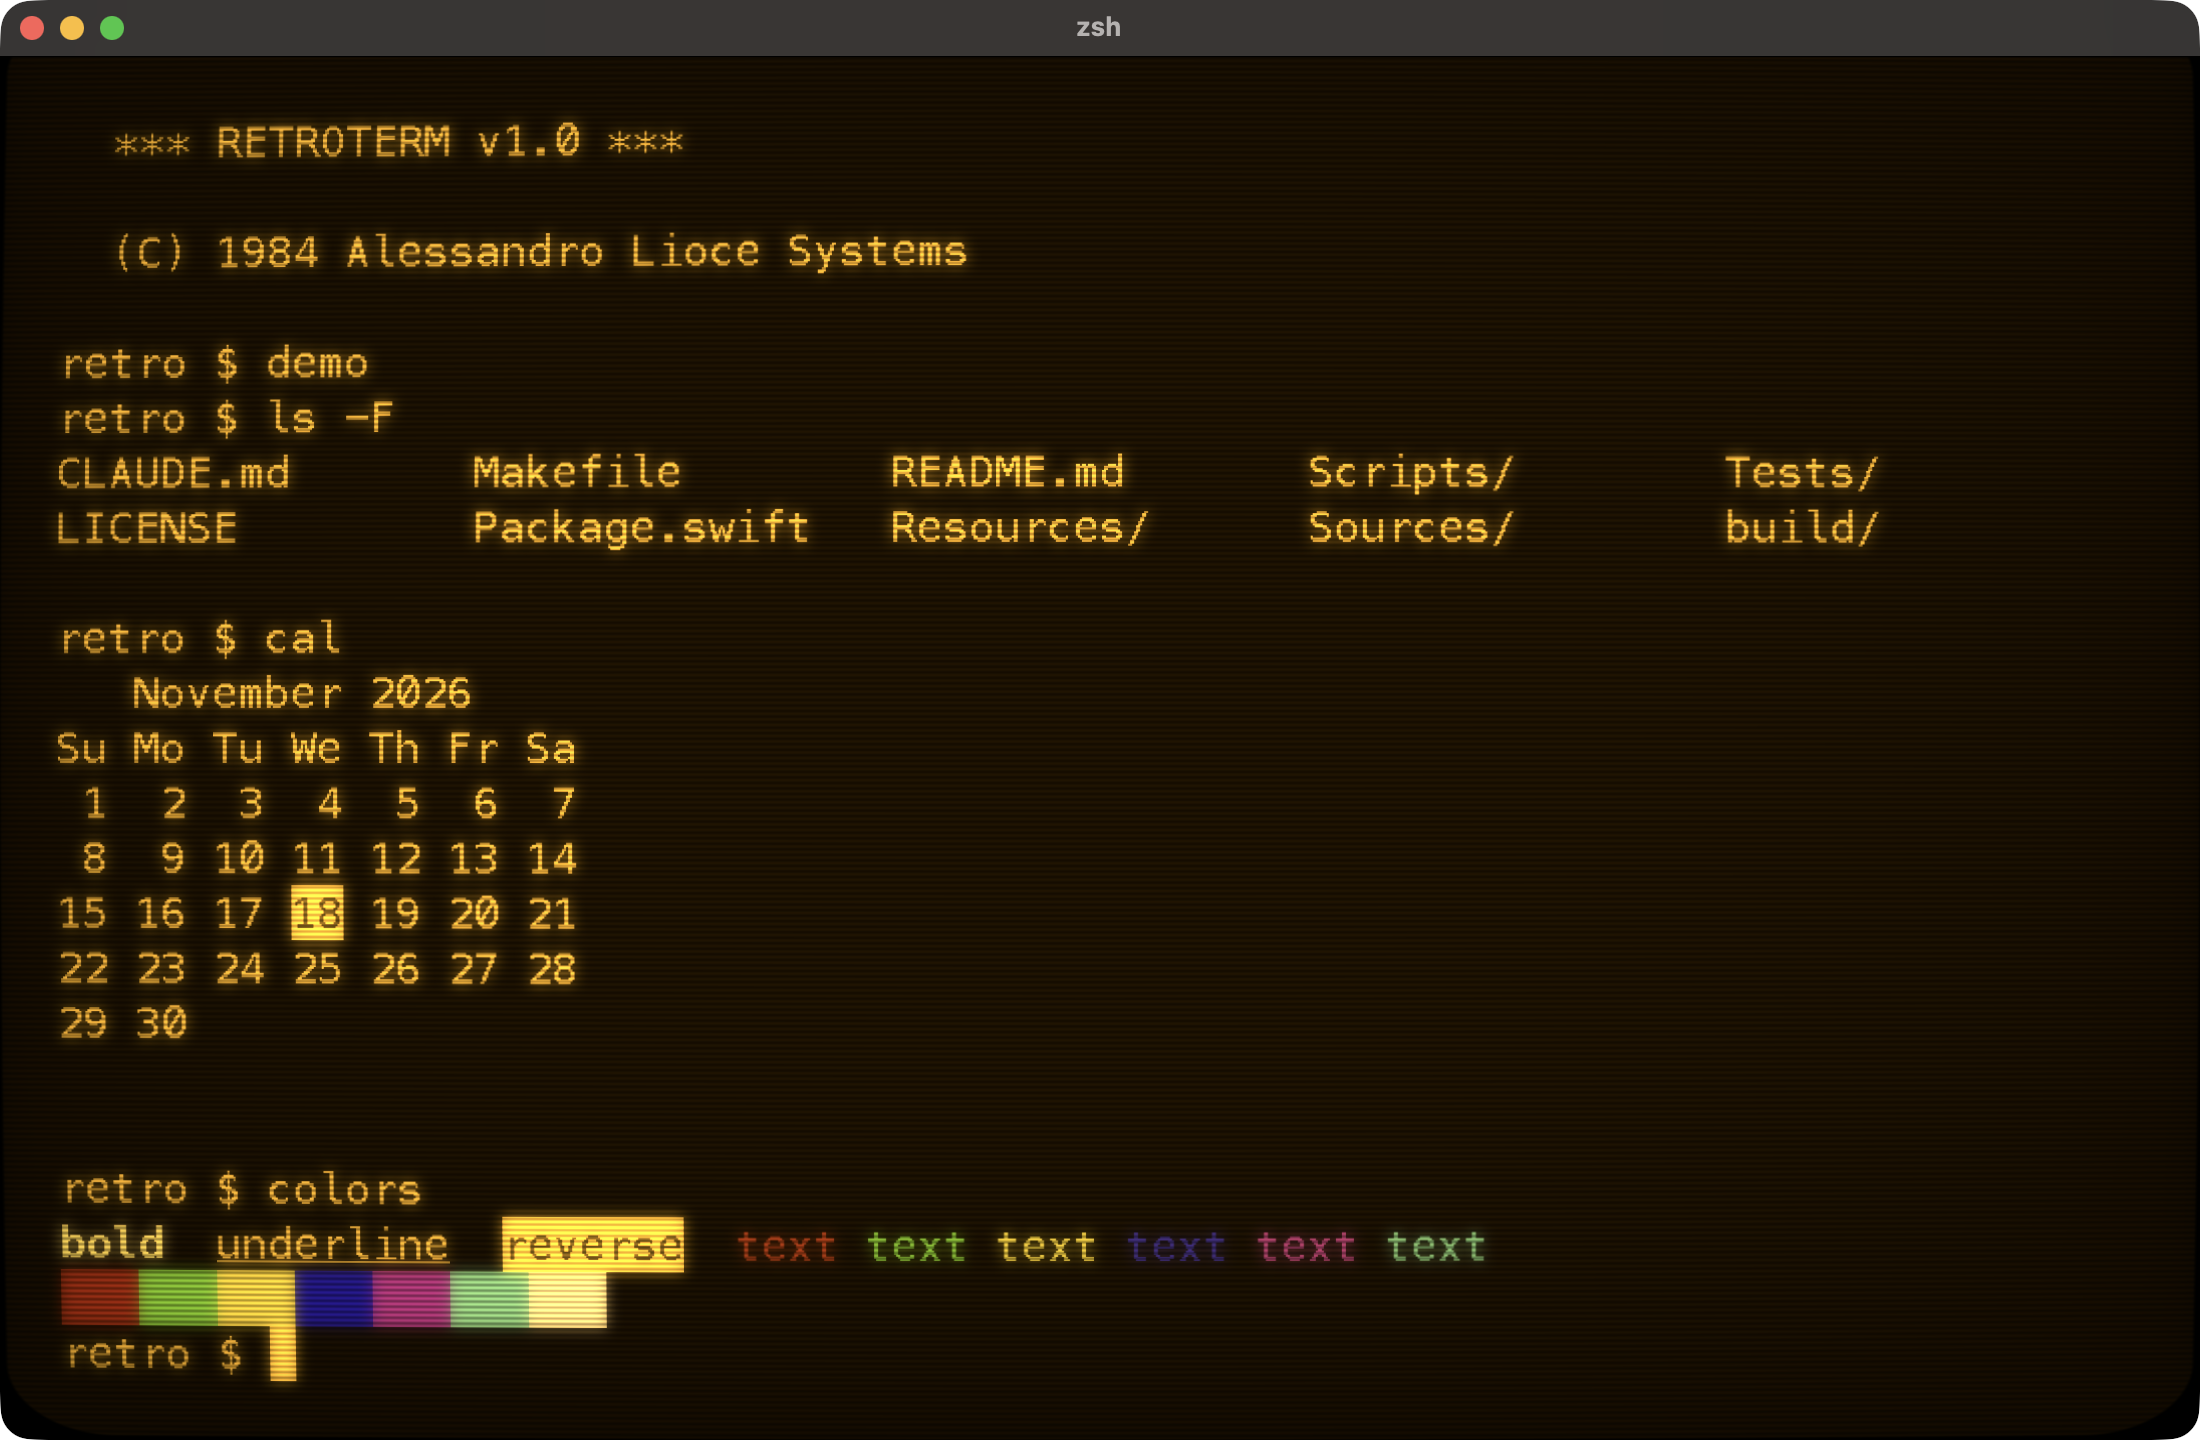 zsh
*** RETROTERM v1.0 ***
(C) 1984 Alessandro Lioce Systems
retro $ demo
retro $ ls -F
CLAUDE.md Makefile README.md Scripts/ Tests/
LICENSE Package.swift Resources/ Sources/ build/
retro $ cal
November 2026
Su Mo Tu We Th Fr Sa
1 2 3 4 5 6 7
8 9 10 11 12 13 14
15 16 17 18 19 20 21
22 23 24 25 26 27 28
29 30
retro $ colors
bold underline reverse text text text text text text
retro $